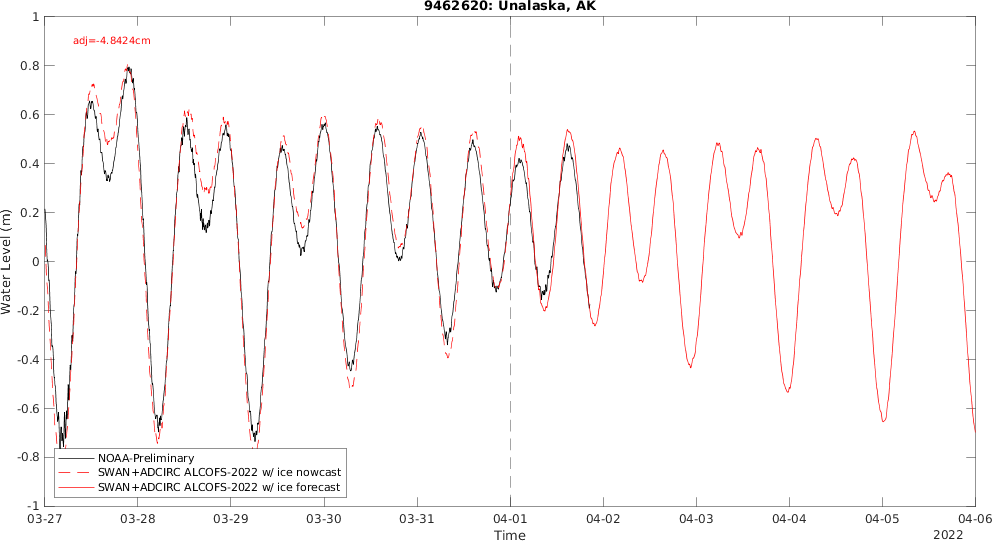 9462620: Unalaska, AK
adj=-4.8424cm
1
0.8
0.6
0.4
0.2
0
-0.2
-0.4
-0.6
-0.8
-1
Water Level (m)
NOAA-Preliminary
SWAN+ADCIRC ALCOFS-2022 w/ ice nowcast
SWAN+ADCIRC ALCOFS-2022 w/ ice forecast
03-27 03-28 03-29 03-30 03-31 04-01 04-02 04-03 04-04 04-05 04-06
Time
2022